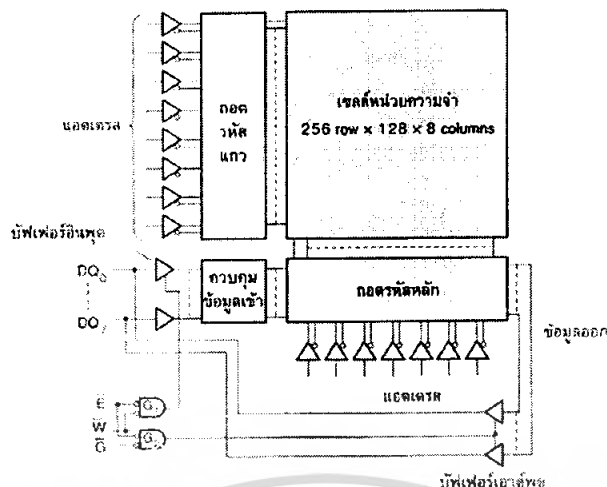 แอดเดรส
ถอด
รหัส
แถว
เซลล์หน่วยความจำ
256 row × 128 × 8 columns
บัฟเฟอร์อินพุต
DQ0
DQ7
ควบคุม
ข้อมูลเข้า
ถอดรหัสหลัก
ข้อมูลออก
แอดเดรส
E
W
G
G
G
บัฟเฟอร์เอาต์พุต